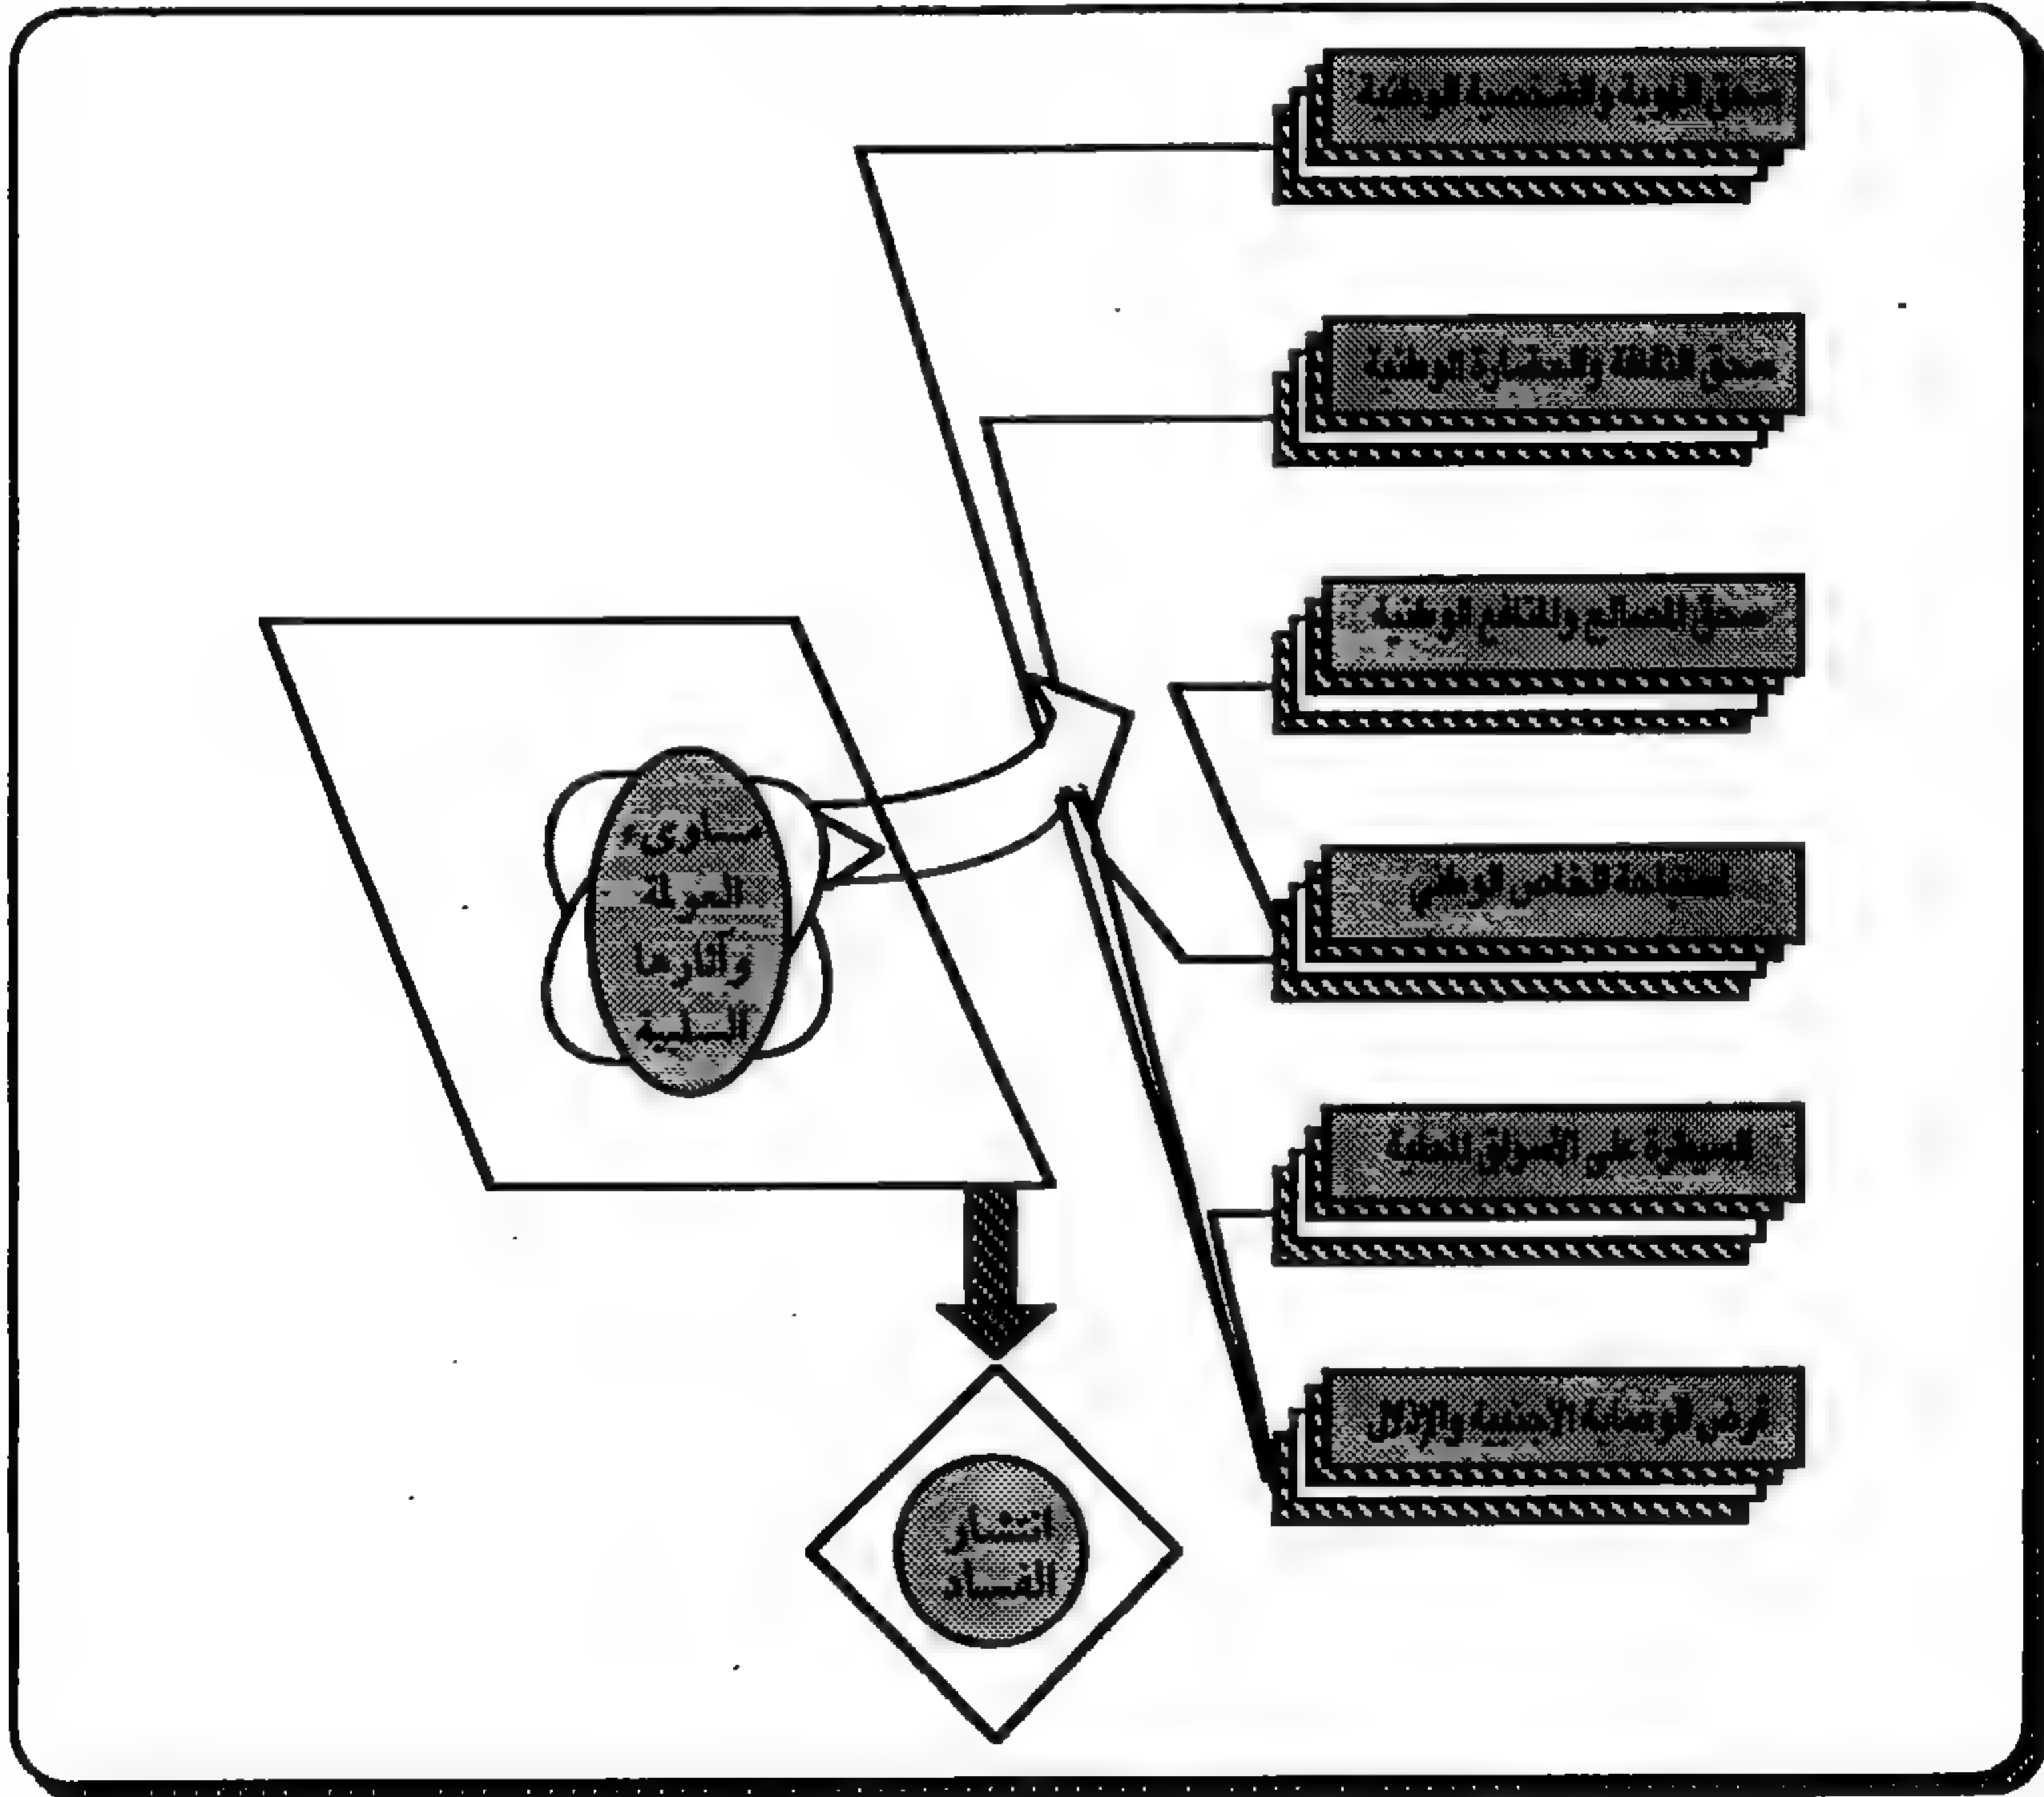 سحق الهوية والشخصية الوطنية
سحق الثقافة والحضارة الوطنية
سحق المصالح والمنافع الوطنية
استباحة الخاص الوطني
السيطرة على الأسواق المحلية
فرض الوصاية الأجنبية والإذلال
مساوىء
العولمة
وآثارها
السلبية
انتشار
الفساد